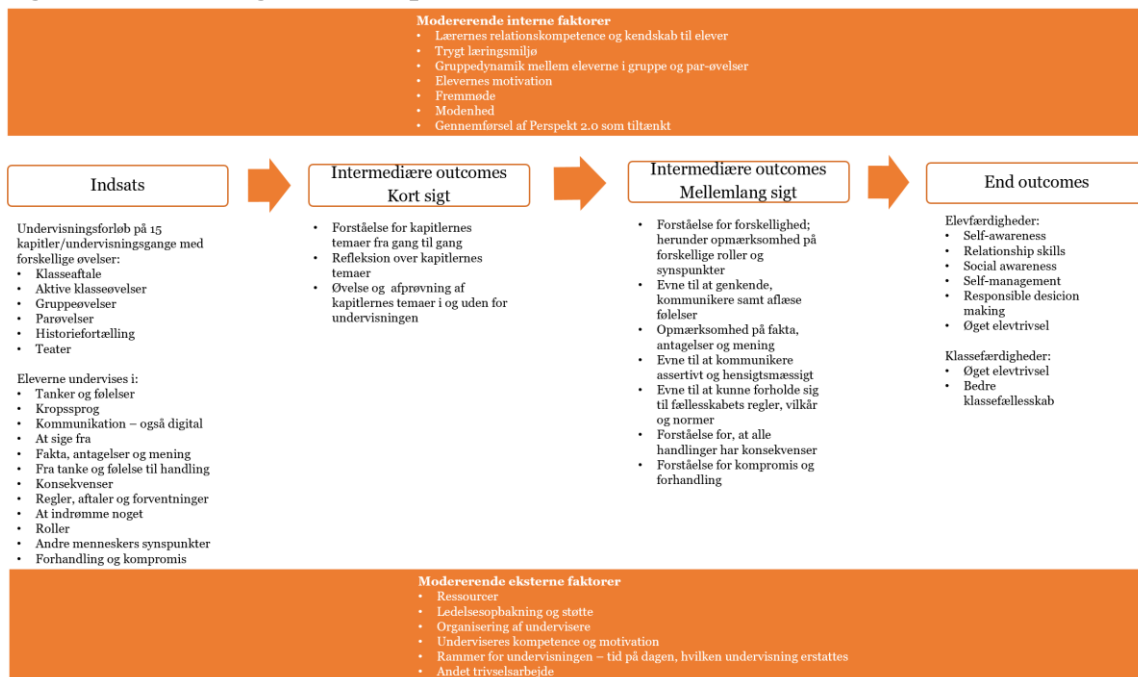 Modererende interne faktorer
• Lærernes relationskompetence og kendskab til elever
• Trygt læringsmiljø
• Gruppedynamik mellem eleverne i gruppe og par-øvelser
• Elevernes motivation
• Fremmøde
• Modenhed
• Gennemførsel af Perspekt 2.0 som tiltænkt
Indsats
Undervisningsforløb på 15
kapitler/undervisningsgange med
forskellige øvelser:
• Klasseaftale
• Aktive klasseøvelser
• Gruppeøvelser
• Parøvelser
• Historiefortælling
• Teater
Eleverne undervises i:
• Tanker og følelser
• Kropssprog
• Kommunikation – også digital
• At sige fra
• Fakta, antagelser og mening
• Fra tanke og følelse til handling
• Konsekvenser
• Regler, aftaler og forventninger
• At indrømme noget
• Roller
• Andre menneskers synspunkter
• Forhandling og kompromis
Intermediære outcomes
Kort sigt
• Forståelse for kapitlernes
temaer fra gang til gang
• Refleksion over kapitlernes
temaer
• Øvelse og afprøvning af
kapitlernes temaer i og uden for
undervisningen
Intermediære outcomes
Mellemlang sigt
• Forståelse for forskellighed;
herunder opmærksomhed på
forskellige roller og
synspunkter
• Evne til at genkende,
kommunikere samt aflæse
følelser
• Opmærksomhed på fakta,
antagelser og mening
• Evne til at kommunikere
assertivt og hensigtsmæssigt
• Evne til at kunne forholde sig
til fællesskabets regler, vilkår
og normer
• Forståelse for, at alle
handlinger har konsekvenser
• Forståelse for kompromis og
forhandling
End outcomes
Elevfærdigheder:
• Self-awareness
• Relationship skills
• Social awareness
• Self-management
• Responsible desicion
making
• Øget elevtrivsel
Klassefærdigheder:
• Øget elevtrivsel
• Bedre
klassefællesskab
Modererende eksterne faktorer
• Ressourcer
• Ledelsesopbakning og støtte
• Organisering af undervisere
• Underviseres kompetence og motivation
• Rammer for undervisningen – tid på dagen, hvilken undervisning erstattes
• Andet trivselsarbejde